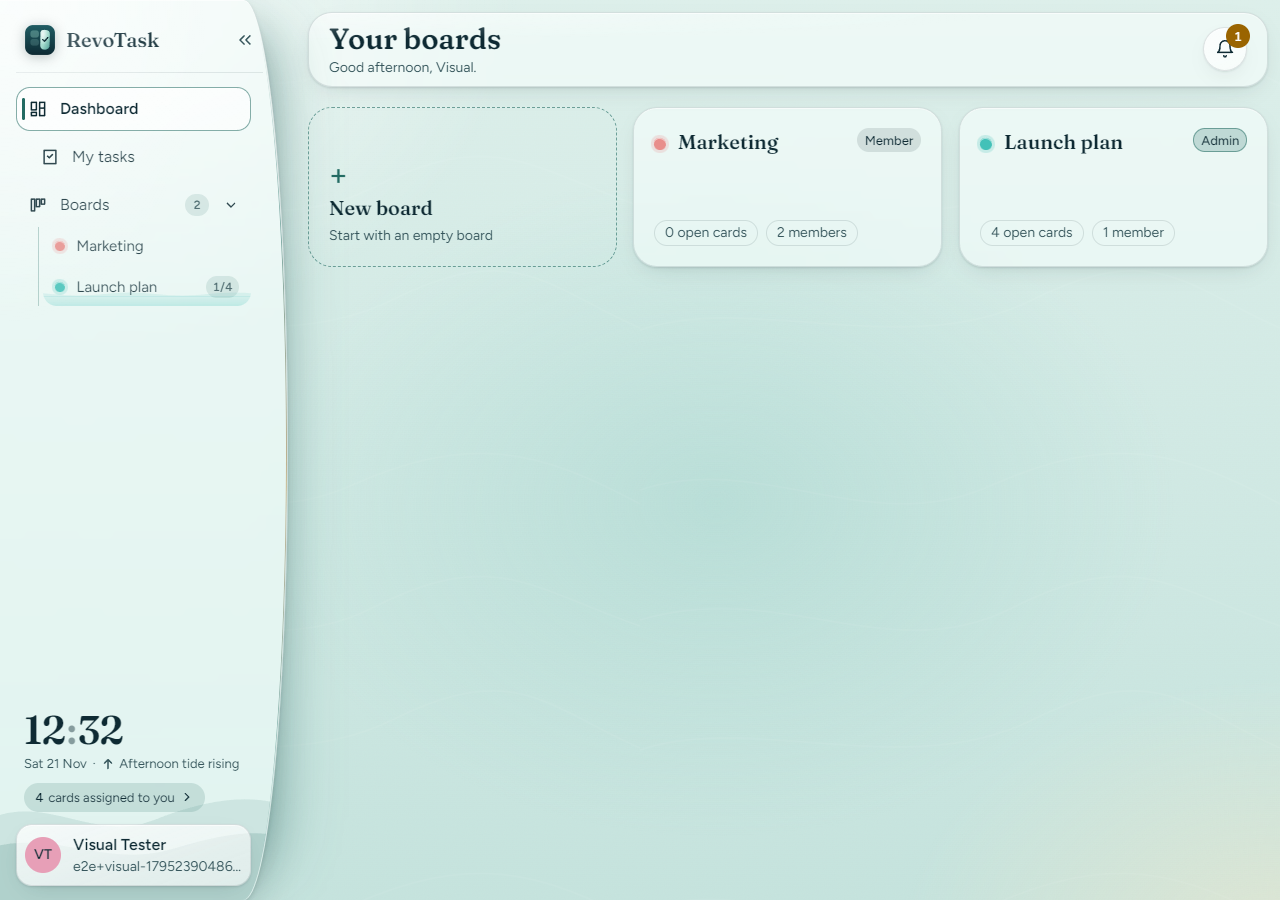 RevoTask
Dashboard
My tasks
Boards 2
Marketing
Launch plan 1/4
12:32
Sat 21 Nov · ↑ Afternoon tide rising
4 cards assigned to you
VT
Visual Tester
e2e+visual-17952390486...
Your boards
Good afternoon, Visual.
1
+
New board
Start with an empty board
Marketing Member
0 open cards 2 members
Launch plan Admin
4 open cards 1 member